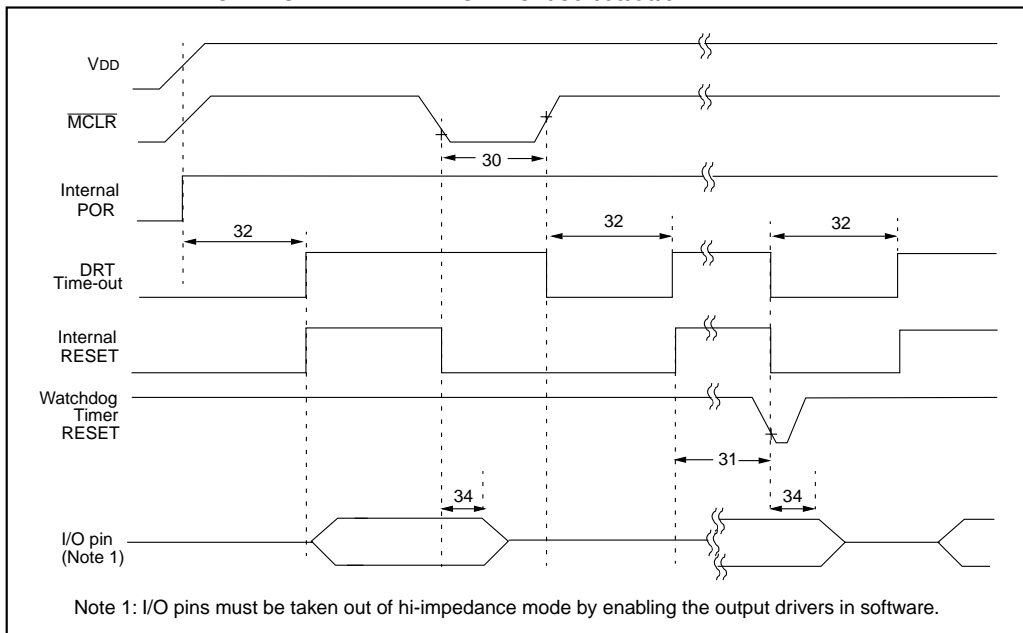 VDD
MCLR
30
Internal
POR
32
32
32
DRT
Time-out
Internal
RESET
Watchdog
Timer
RESET
31
34
34
I/O pin
(Note 1)
Note 1: I/O pins must be taken out of hi-impedance mode by enabling the output drivers in software.